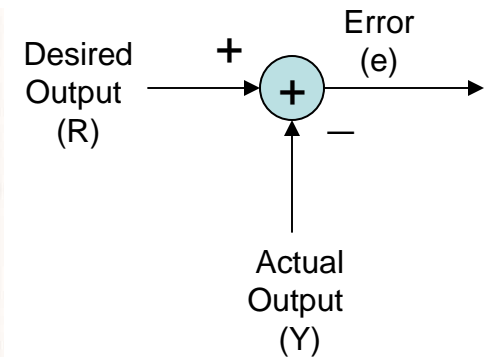 Desired
Output
(R)
+
+
Error
(e)
–
Actual
Output
(Y)